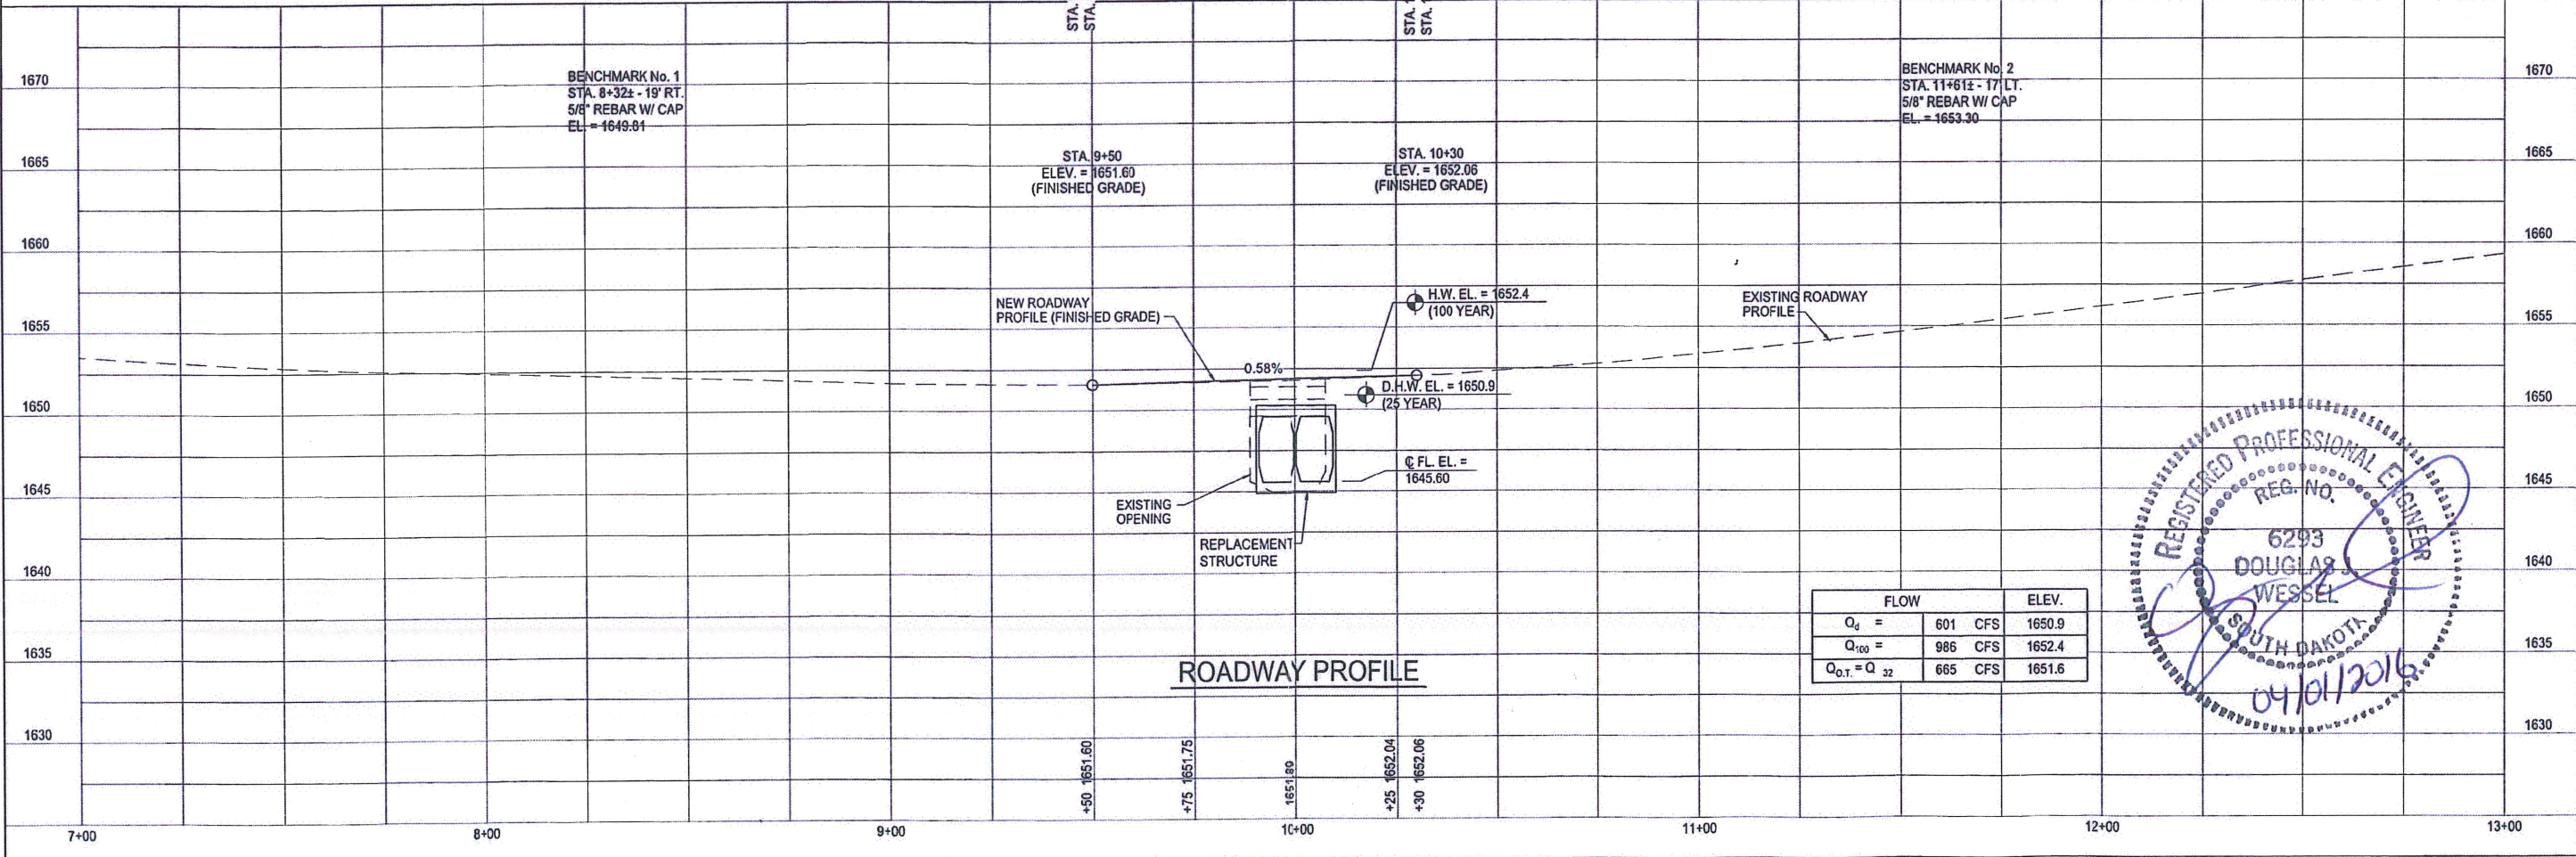 STA.
STA.
STA. 1
STA. 1
1670
1665
1660
1655
1650
1645
1640
1635
1630
BENCHMARK No. 1
STA. 8+32± - 19' RT.
5/8" REBAR W/ CAP
EL. = 1649.81
BENCHMARK No. 2
STA. 11+61± - 17' LT.
5/8" REBAR W/ CAP
EL. = 1653.30
1670
1665
1660
1655
1650
1645
1640
1635
1630
STA. 9+50
ELEV. = 1651.60
(FINISHED GRADE)
STA. 10+30
ELEV. = 1652.06
(FINISHED GRADE)
NEW ROADWAY
PROFILE (FINISHED GRADE)
H.W. EL. = 1652.4
(100 YEAR)
EXISTING ROADWAY
PROFILE
0.58%
D.H.W. EL. = 1650.9
(25 YEAR)
℄ FL. EL. =
1645.60
EXISTING
OPENING
REPLACEMENT
STRUCTURE
ROADWAY PROFILE
FLOW ELEV.
Qd = 601 CFS 1650.9
Q100 = 986 CFS 1652.4
QO.T. = Q 32 665 CFS 1651.6
REGISTERED PROFESSIONAL ENGINEER
REG. NO.
6293
DOUGLAS J.
WESSEL
SOUTH DAKOTA
04/01/2016
+50 1651.60
+75 1651.75
1651.89
+25 1652.04
+30 1652.06
7+00
8+00
9+00
10+00
11+00
12+00
13+00